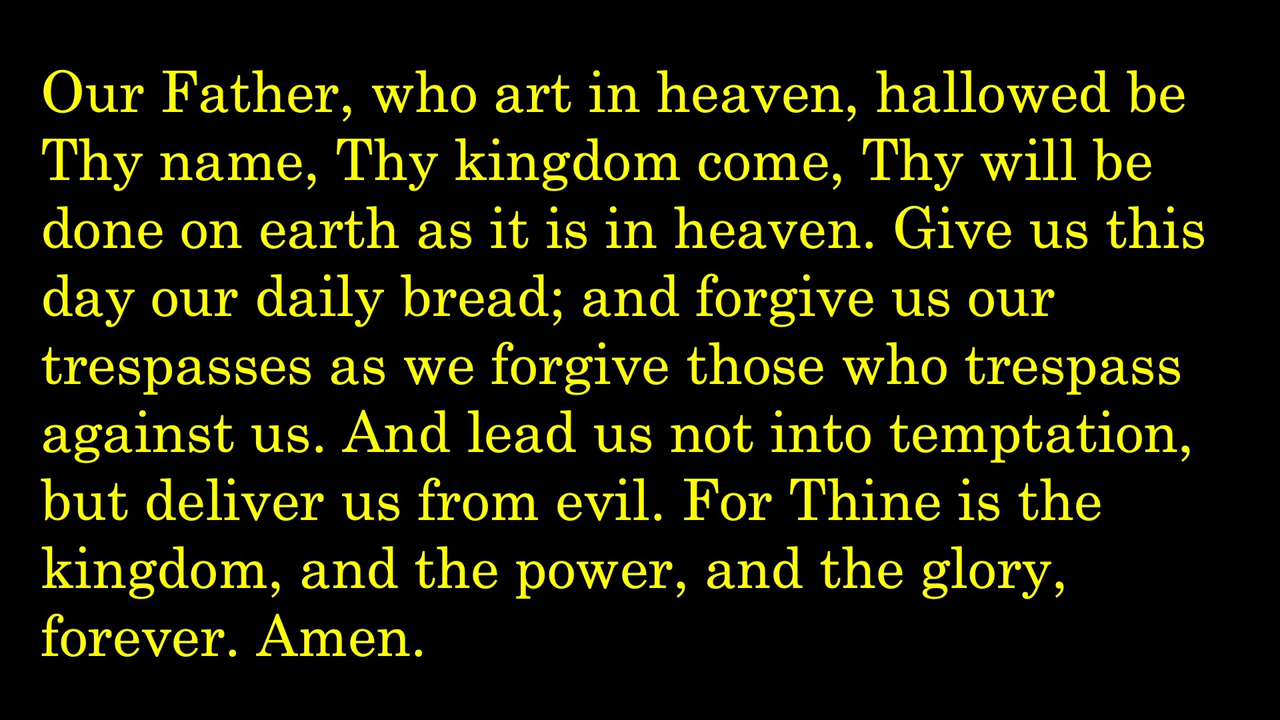 Our Father, who art in heaven, hallowed be
Thy name, Thy kingdom come, Thy will be
done on earth as it is in heaven. Give us this
day our daily bread; and forgive us our
trespasses as we forgive those who trespass
against us. And lead us not into temptation,
but deliver us from evil. For Thine is the
kingdom, and the power, and the glory,
forever. Amen.